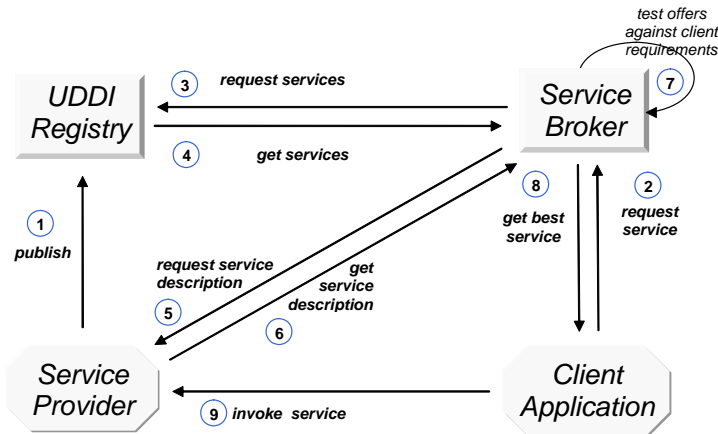 test offers
against client
requirements
7
3
request services
UDDI
Registry
Service
Broker
4
get services
1
publish
8
get best
service
2
request
service
request service
description
get
service
description
5
6
Service
Provider
Client
Application
9
invoke service